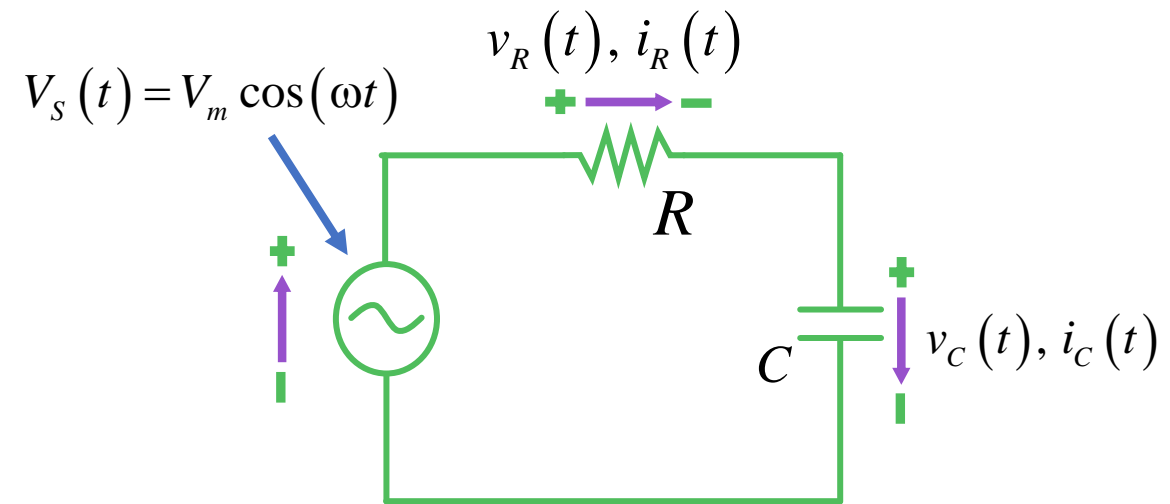 v_R(t), i_R(t)
V_S(t) = V_m cos(ωt)
+ −
R
+
−
+
−
C
v_C(t), i_C(t)